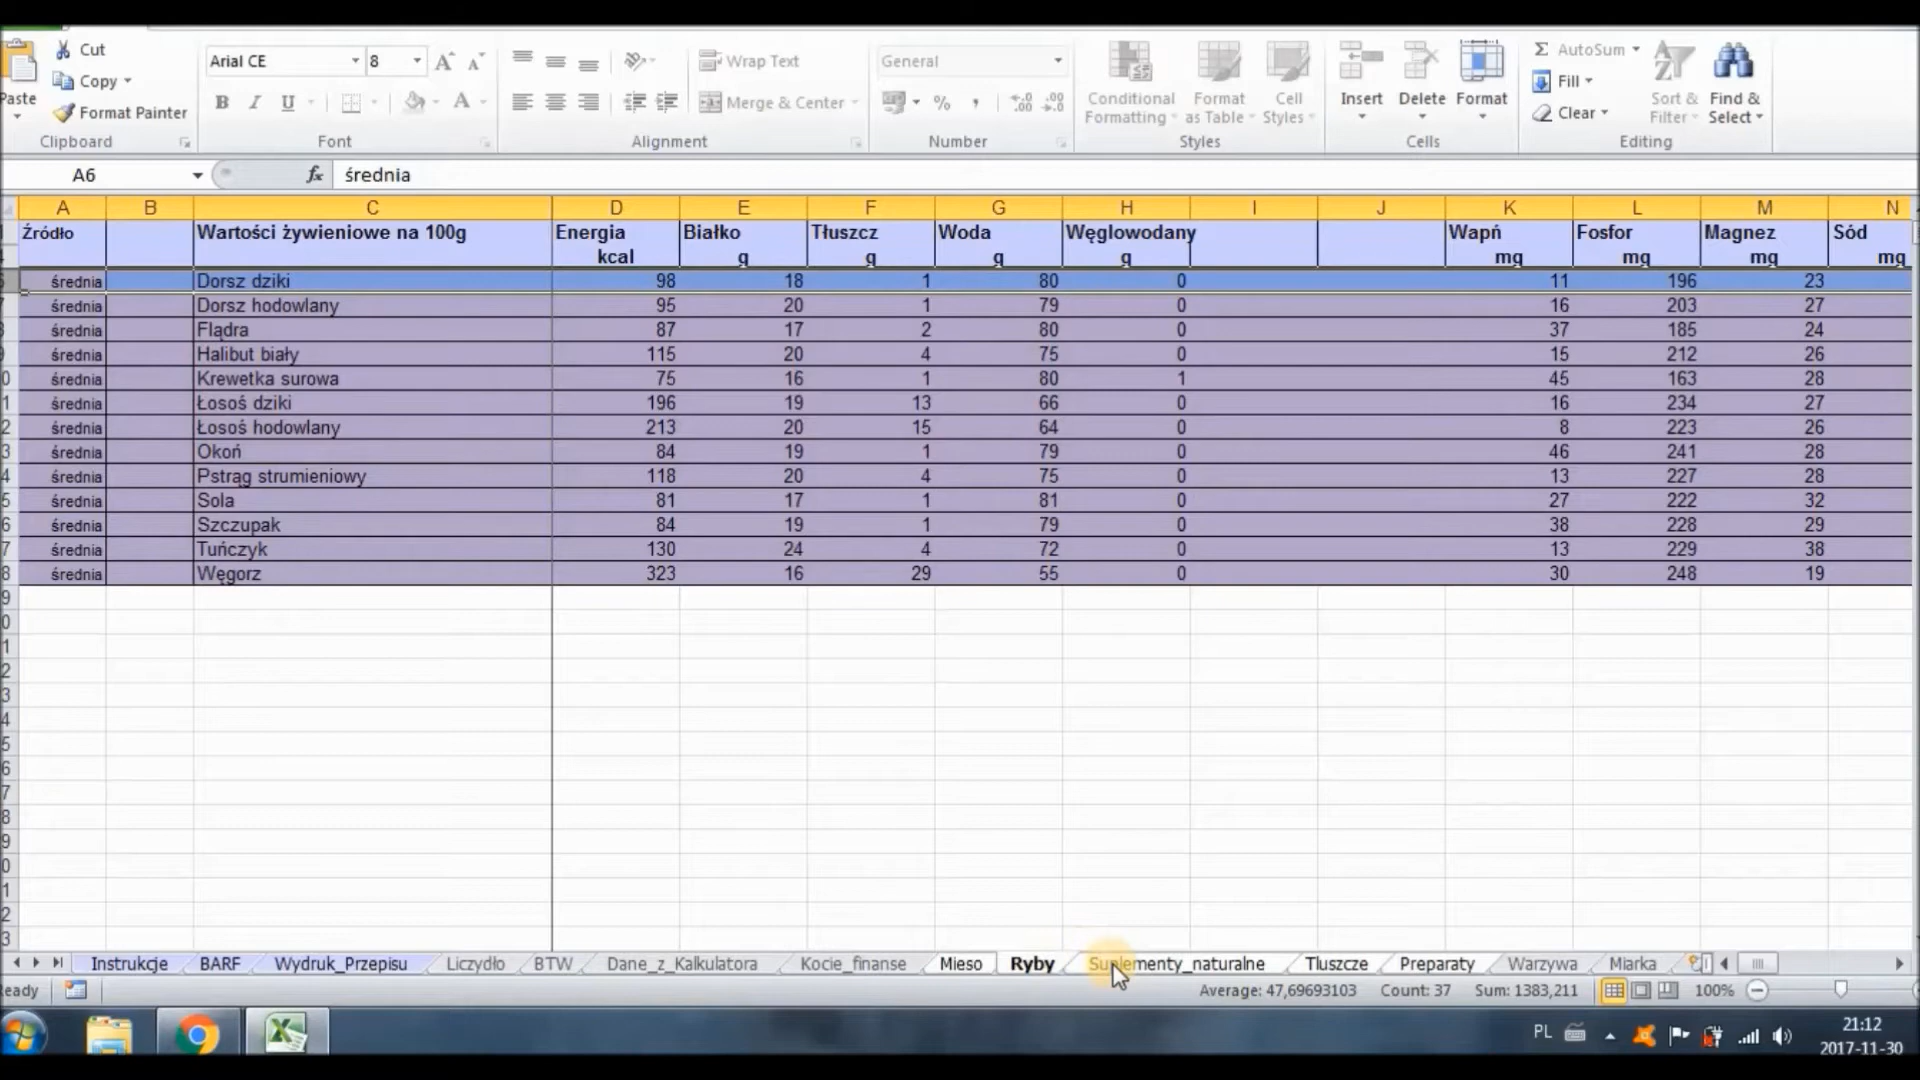 Cut
Copy
Format Painter
Paste
Clipboard
Arial CE 8
B I U
Font
Wrap Text
Merge & Center
Alignment
General
%
Number
Conditional Formatting
Format as Table
Cell Styles
Styles
Insert Delete Format
Cells
AutoSum
Fill
Clear
Sort & Filter
Find & Select
Editing
A6 fx średnia
A B C D E F G H I J K L M N
Źródło Wartości żywieniowe na 100g Energia Białko Tłuszcz Woda Węglowodany Wapń Fosfor Magnez Sód
kcal g g g g mg mg mg mg
średnia Dorsz dziki 98 18 1 80 0 11 196 23
średnia Dorsz hodowlany 95 20 1 79 0 16 203 27
średnia Flądra 87 17 2 80 0 37 185 24
średnia Halibut biały 115 20 4 75 0 15 212 26
średnia Krewetka surowa 75 16 1 80 1 45 163 28
średnia Łosoś dziki 196 19 13 66 0 16 234 27
średnia Łosoś hodowlany 213 20 15 64 0 8 223 26
średnia Okoń 84 19 1 79 0 46 241 28
średnia Pstrąg strumieniowy 118 20 4 75 0 13 227 28
średnia Sola 81 17 1 81 0 27 222 32
średnia Szczupak 84 19 1 79 0 38 228 29
średnia Tuńczyk 130 24 4 72 0 13 229 38
średnia Węgorz 323 16 29 55 0 30 248 19
Instrukcje BARF Wydruk_Przepisu Liczydło BTW Dane_z_Kalkulatora Kocie_finanse Mieso Ryby Suplementy_naturalne Tluszcze Preparaty Warzywa Miarka
eady Average: 47,69693103 Count: 37 Sum: 1383,211 100%
PL 21:12
2017-11-30